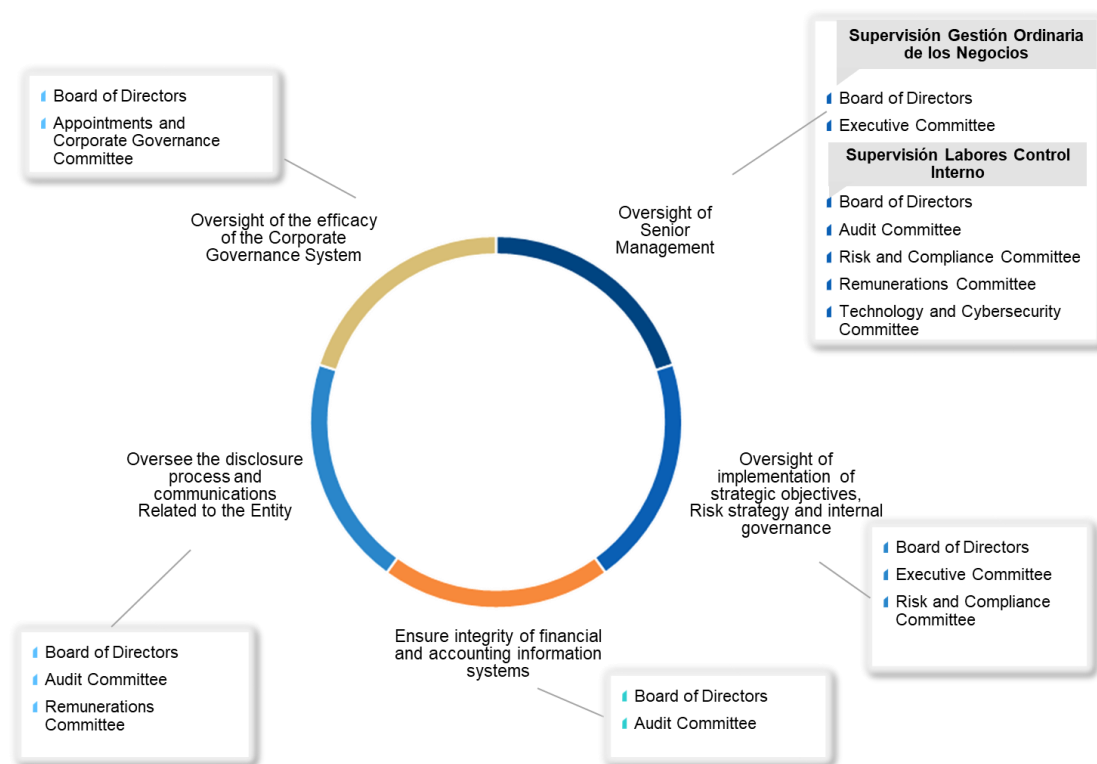 Supervisión Gestión Ordinaria
de los Negocios
Board of Directors
Executive Committee
Supervisión Labores Control
Interno
Board of Directors
Audit Committee
Risk and Compliance Committee
Remunerations Committee
Technology and Cybersecurity
Committee
Board of Directors
Appointments and
Corporate Governance
Committee
Oversight of the efficacy
of the Corporate
Governance System
Oversight of
Senior
Management
Oversee the disclosure
process and
communications
Related to the Entity
Oversight of
implementation of
strategic objectives,
Risk strategy and internal
governance
Board of Directors
Executive Committee
Risk and Compliance
Committee
Ensure integrity of financial
and accounting information
systems
Board of Directors
Audit Committee
Remunerations
Committee
Board of Directors
Audit Committee